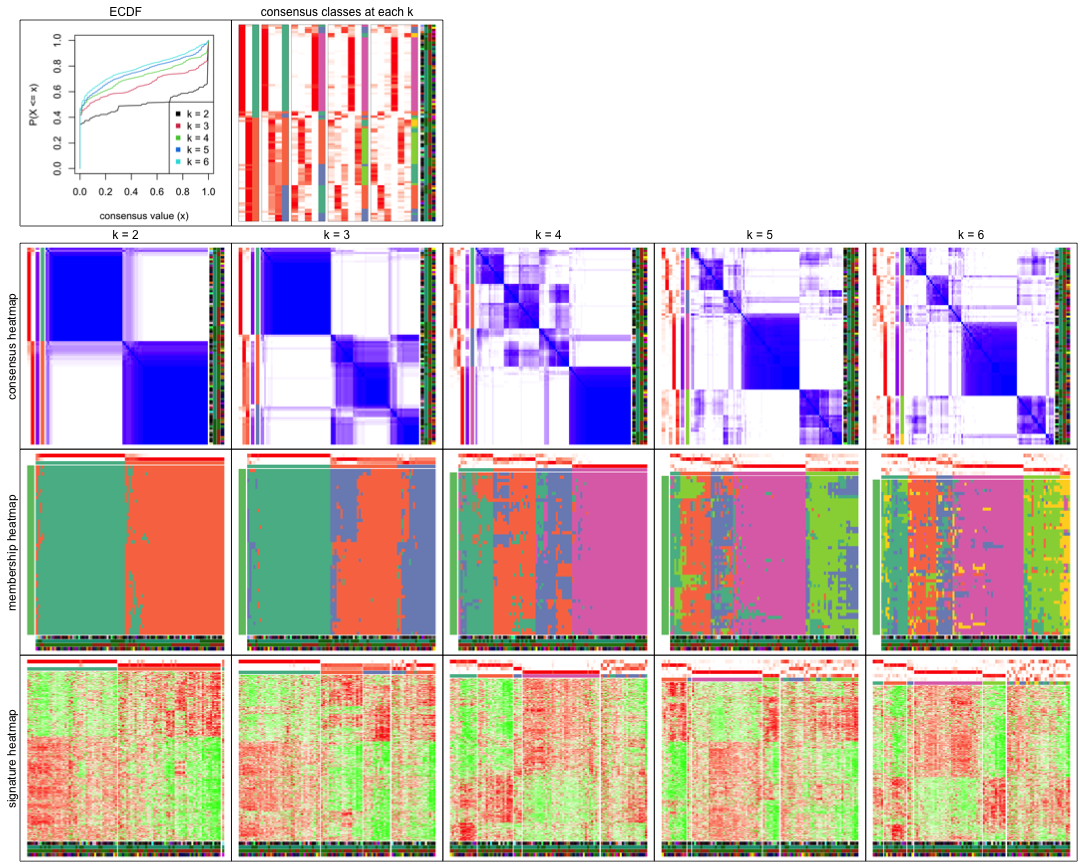 ECDF
consensus classes at each k
P(X <= x)
1.0
0.8
0.6
0.4
0.2
0.0
k = 2
k = 3
k = 4
k = 5
k = 6
0.0 0.2 0.4 0.6 0.8 1.0
consensus value (x)
k = 2 k = 3 k = 4 k = 5 k = 6
consensus heatmap
membership heatmap
signature heatmap